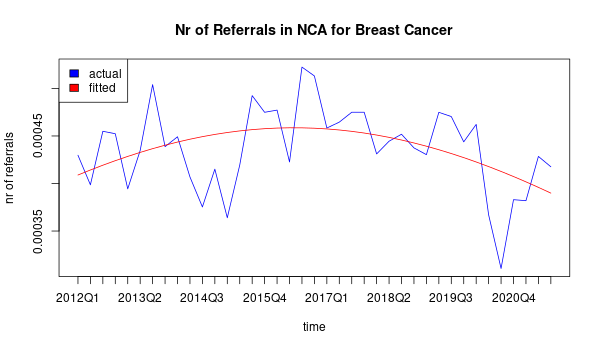 Nr of Referrals in NCA for Breast Cancer
actual
fitted
0.00045
0.00035
nr of referrals
2012Q1 2013Q2 2014Q3 2015Q4 2017Q1 2018Q2 2019Q3 2020Q4
time